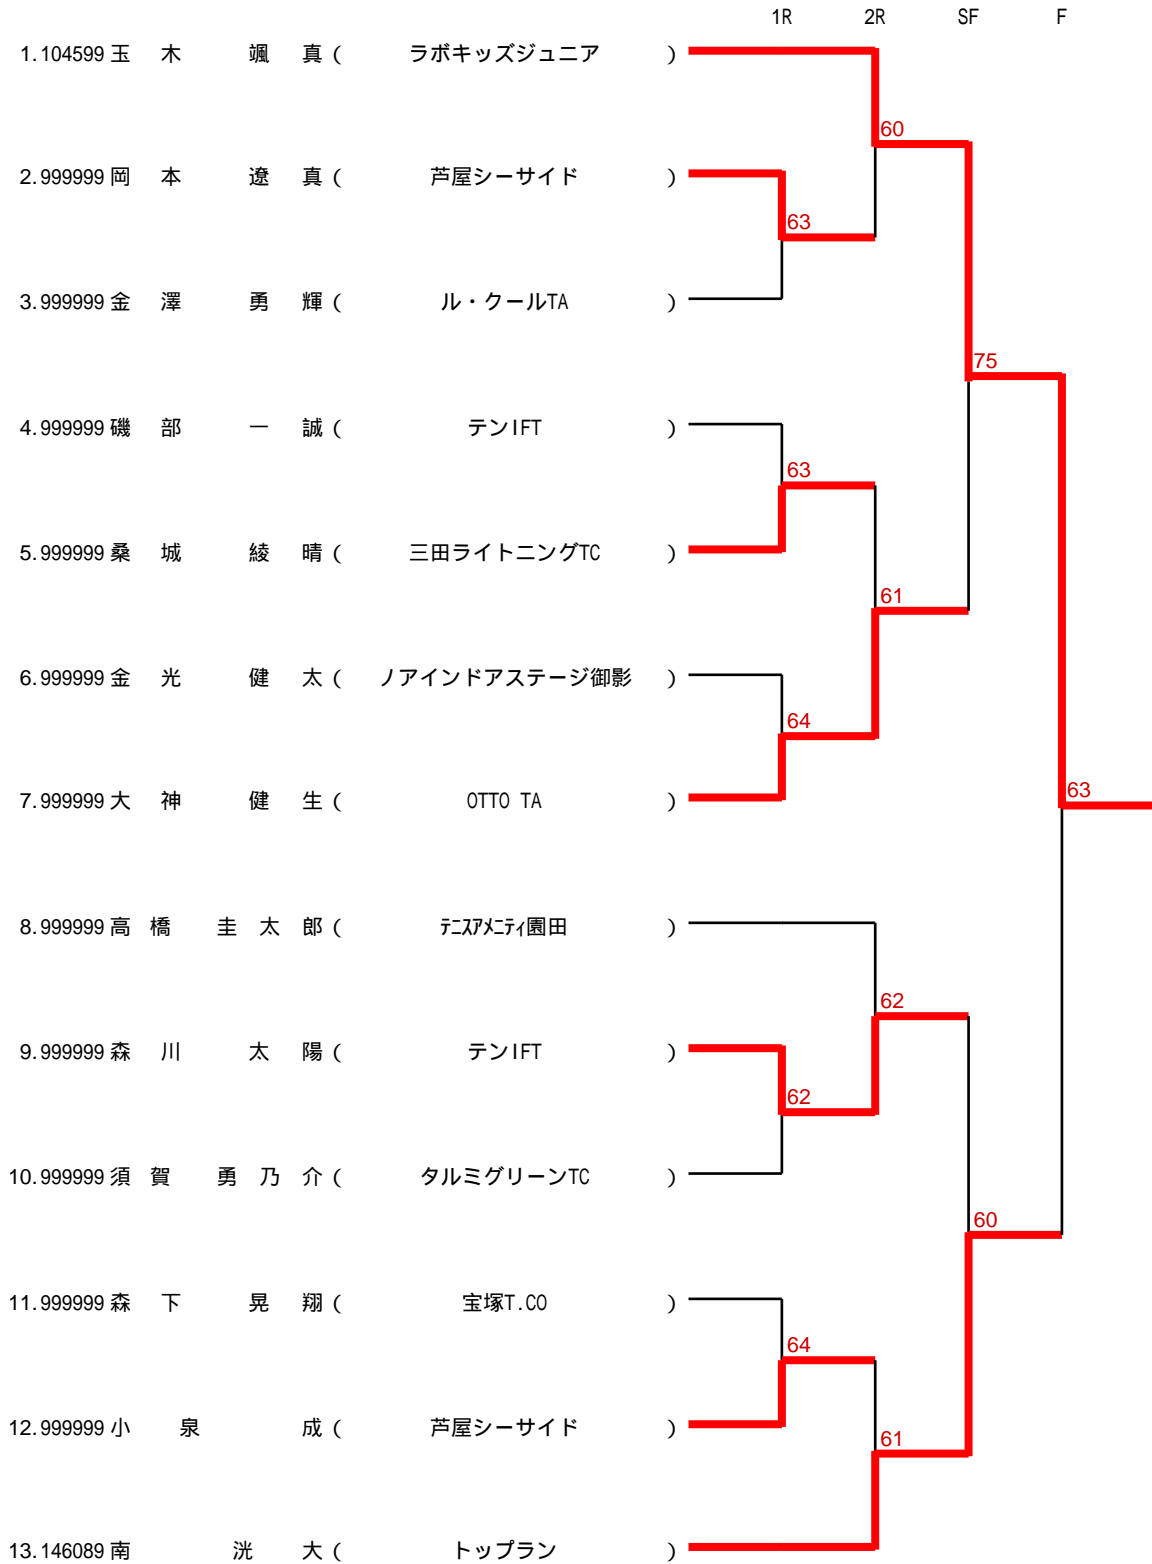 1R 2R SF F
1.104599 玉 木 颯 真 ( ラボキッズジュニア )
60
2.999999 岡 本 遼 真 ( 芦屋シーサイド )
63
3.999999 金 澤 勇 輝 ( ル・クールTA )
75
4.999999 磯 部 一 誠 ( テンIFT )
63
5.999999 桑 城 綾 晴 ( 三田ライトニングTC )
61
6.999999 金 光 健 太 ( ノアインドアステージ御影 )
64
7.999999 大 神 健 生 ( OTTO TA )
63
8.999999 高 橋 圭 太 郎 ( テニスアメニティ園田 )
62
9.999999 森 川 太 陽 ( テンIFT )
62
10.999999 須 賀 勇 乃 介 ( タルミグリーンTC )
60
11.999999 森 下 晃 翔 ( 宝塚T.CO )
64
12.999999 小 泉 成 ( 芦屋シーサイド )
61
13.146089 南 洸 大 ( トップラン )